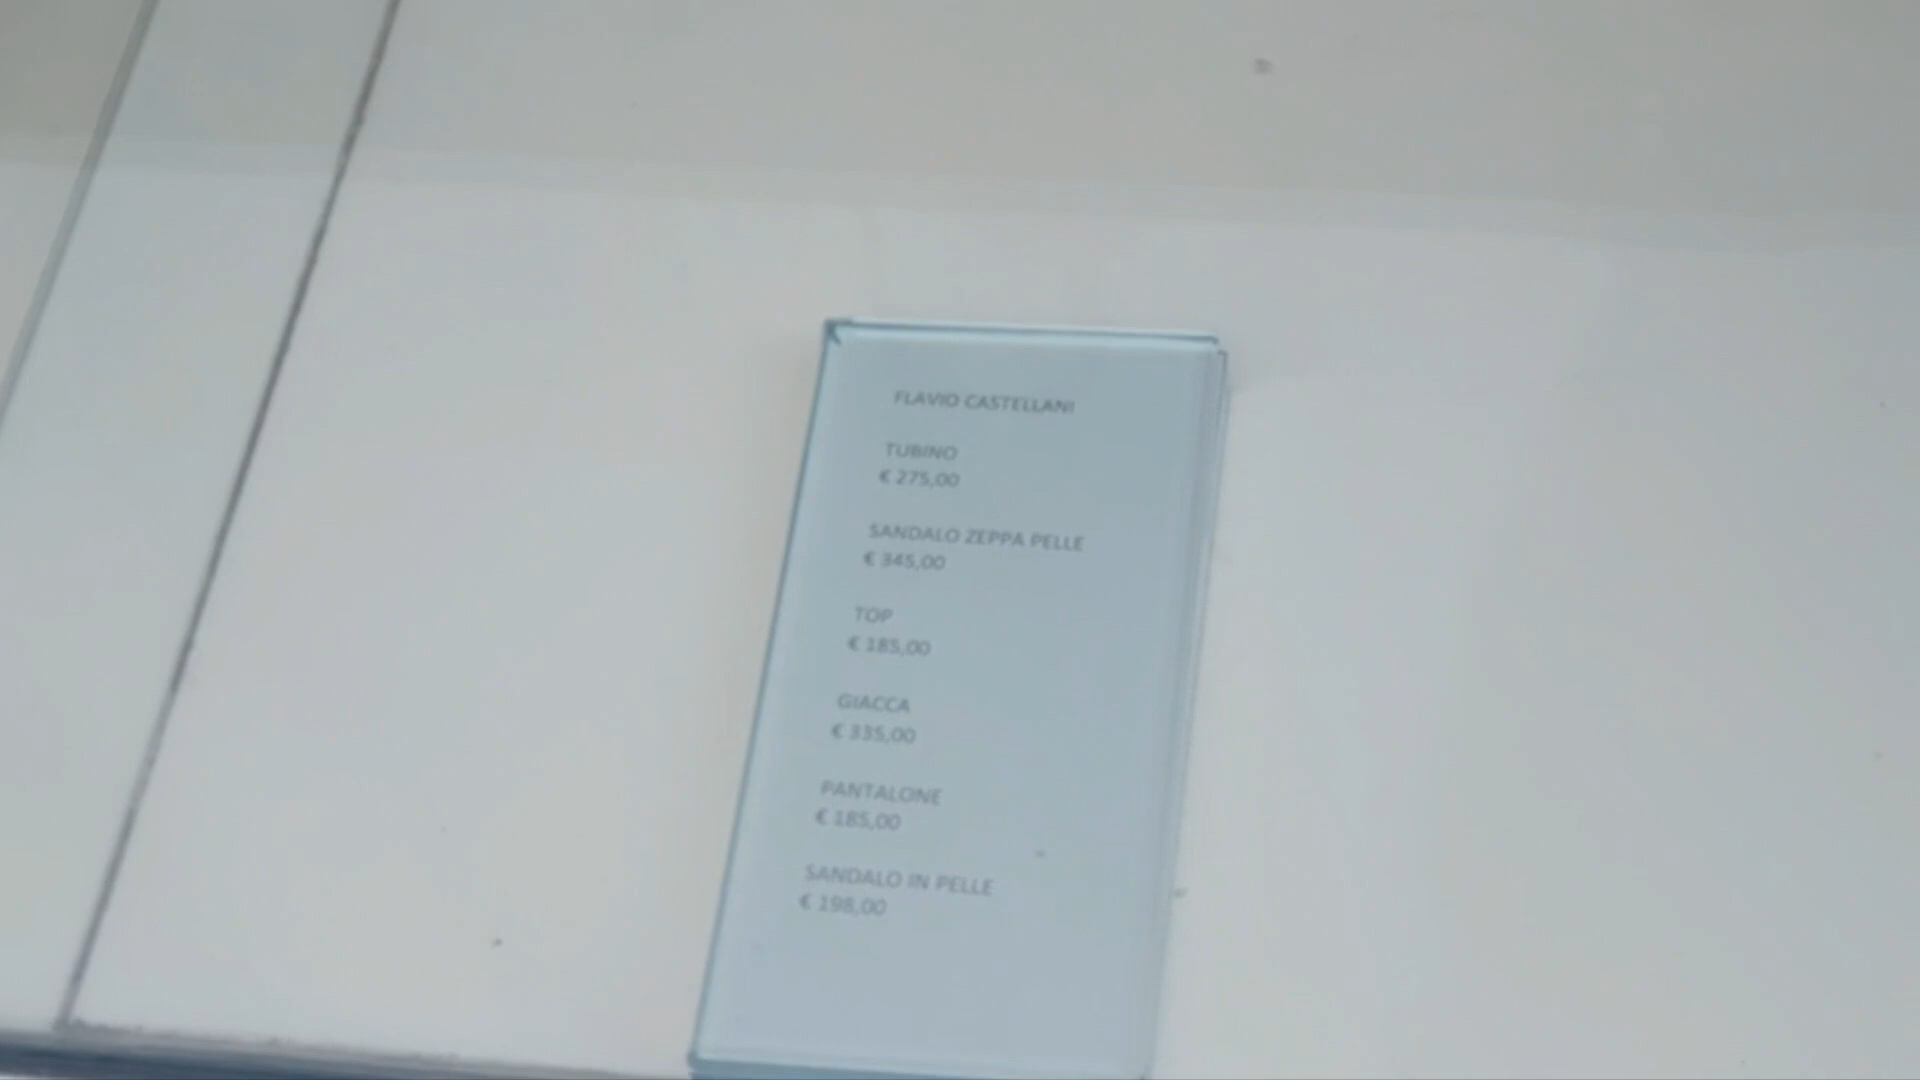 FLAVIO CASTELLANI
TUBINO
€ 275,00
SANDALO ZEPPA PELLE
€ 345,00
TOP
€ 185,00
GIACCA
€ 335,00
PANTALONE
€ 185,00
SANDALO IN PELLE
€ 198,00